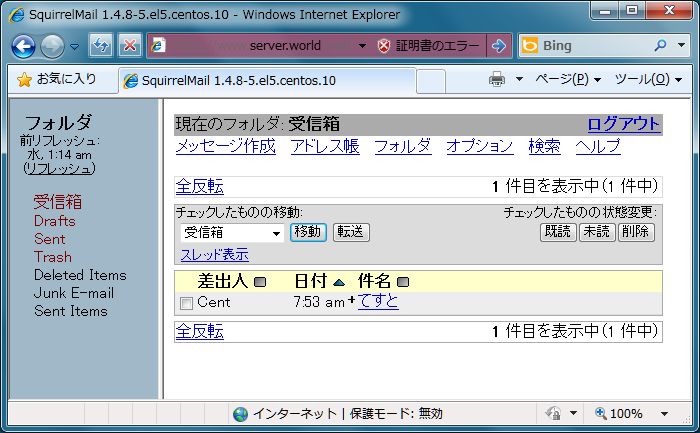 SquirrelMail 1.4.8-5.el5.centos.10 - Windows Internet Explorer
server.world 証明書のエラー Bing
お気に入り SquirrelMail 1.4.8-5.el5.centos.10 ページ(P) ツール(O)
フォルダ
前リフレッシュ:
水, 1:14 am
(リフレッシュ)
受信箱
Drafts
Sent
Trash
Deleted Items
Junk E-mail
Sent Items
現在のフォルダ: 受信箱 ログアウト
メッセージ作成 アドレス帳 フォルダ オプション 検索 ヘルプ
全反転 1 件目を表示中 (1 件中)
チェックしたものの移動: チェックしたものの状態変更:
受信箱 移動 転送 既読 未読 削除
スレッド表示
差出人 日付 件名
Cent 7:53 am + てすと
全反転 1 件目を表示中 (1 件中)
インターネット | 保護モード: 無効 100%